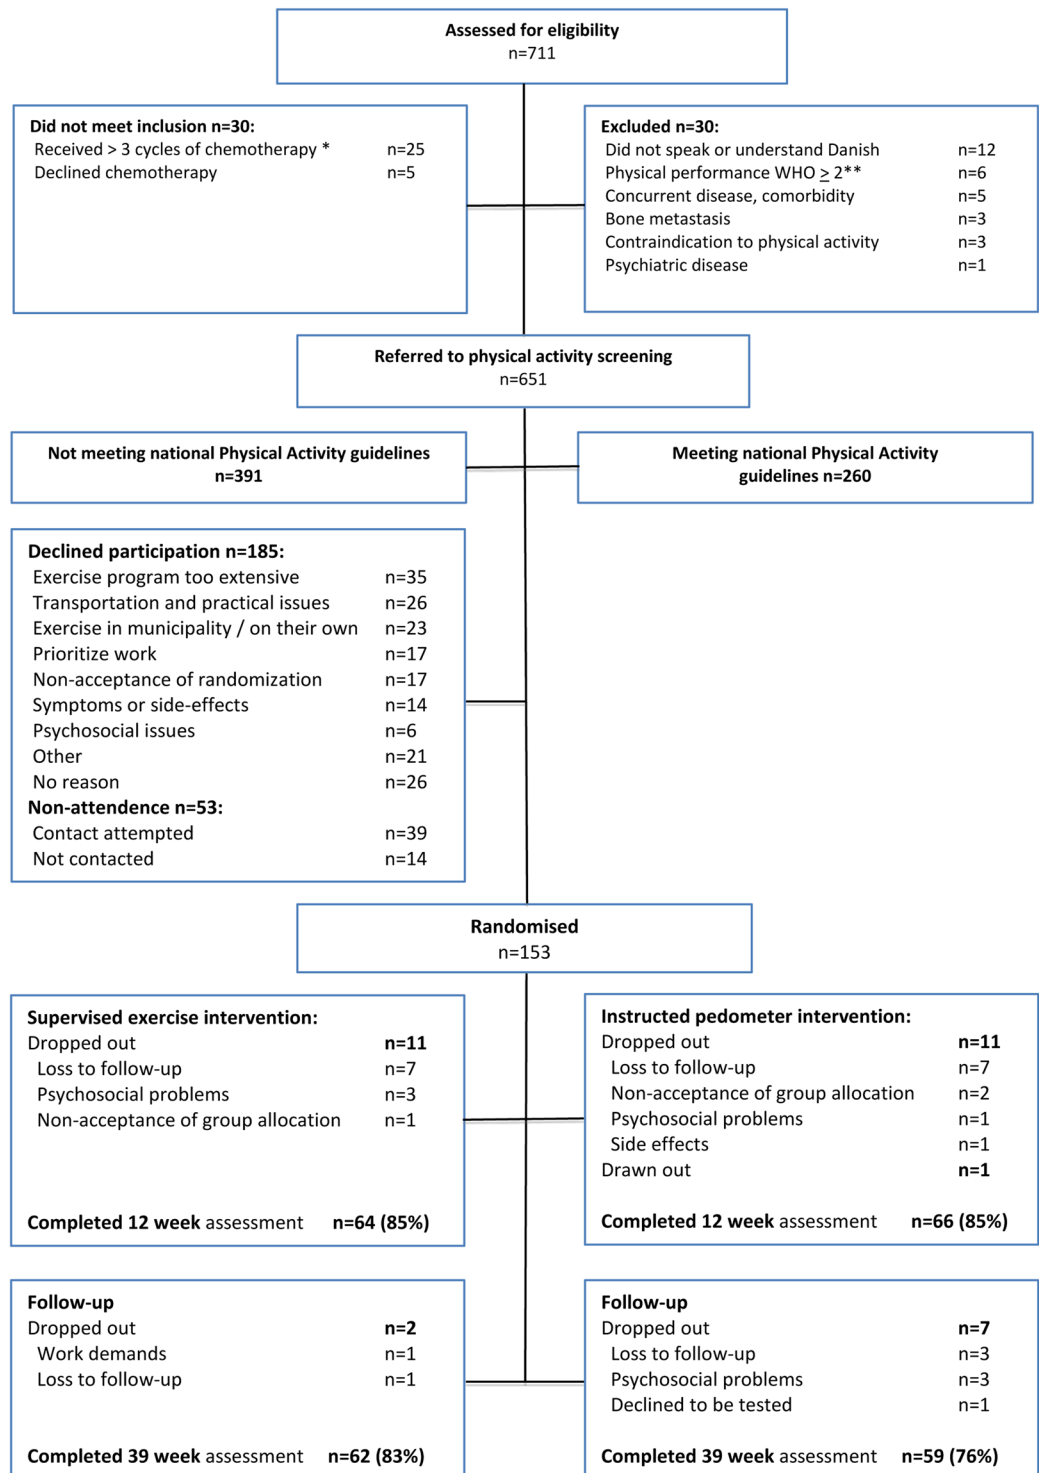 Assessed for eligibility
n=711
Did not meet inclusion n=30:
Received > 3 cycles of chemotherapy * n=25
Declined chemotherapy n=5
Excluded n=30:
Did not speak or understand Danish n=12
Physical performance WHO ≥ 2** n=6
Concurrent disease, comorbidity n=5
Bone metastasis n=3
Contraindication to physical activity n=3
Psychiatric disease n=1
Referred to physical activity screening
n=651
Not meeting national Physical Activity guidelines
n=391
Meeting national Physical Activity
guidelines n=260
Declined participation n=185:
Exercise program too extensive n=35
Transportation and practical issues n=26
Exercise in municipality / on their own n=23
Prioritize work n=17
Non-acceptance of randomization n=17
Symptoms or side-effects n=14
Psychosocial issues n=6
Other n=21
No reason n=26
Non-attendence n=53:
Contact attempted n=39
Not contacted n=14
Randomised
n=153
Supervised exercise intervention:
Dropped out n=11
Loss to follow-up n=7
Psychosocial problems n=3
Non-acceptance of group allocation n=1
Completed 12 week assessment n=64 (85%)
Instructed pedometer intervention:
Dropped out n=11
Loss to follow-up n=7
Non-acceptance of group allocation n=2
Psychosocial problems n=1
Side effects n=1
Drawn out n=1
Completed 12 week assessment n=66 (85%)
Follow-up
Dropped out n=2
Work demands n=1
Loss to follow-up n=1
Completed 39 week assessment n=62 (83%)
Follow-up
Dropped out n=7
Loss to follow-up n=3
Psychosocial problems n=3
Declined to be tested n=1
Completed 39 week assessment n=59 (76%)